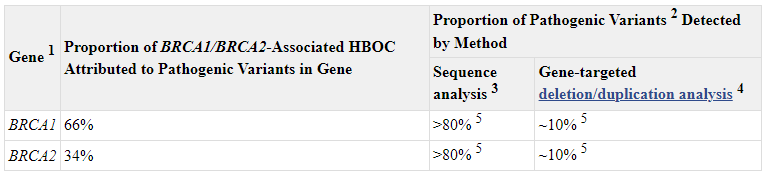 Gene 1
Proportion of BRCA1/BRCA2-Associated HBOC
Attributed to Pathogenic Variants in Gene
Proportion of Pathogenic Variants 2 Detected
by Method
Sequence
analysis 3
Gene-targeted
deletion/duplication analysis 4
BRCA1 66% >80% 5 ~10% 5
BRCA2 34% >80% 5 ~10% 5